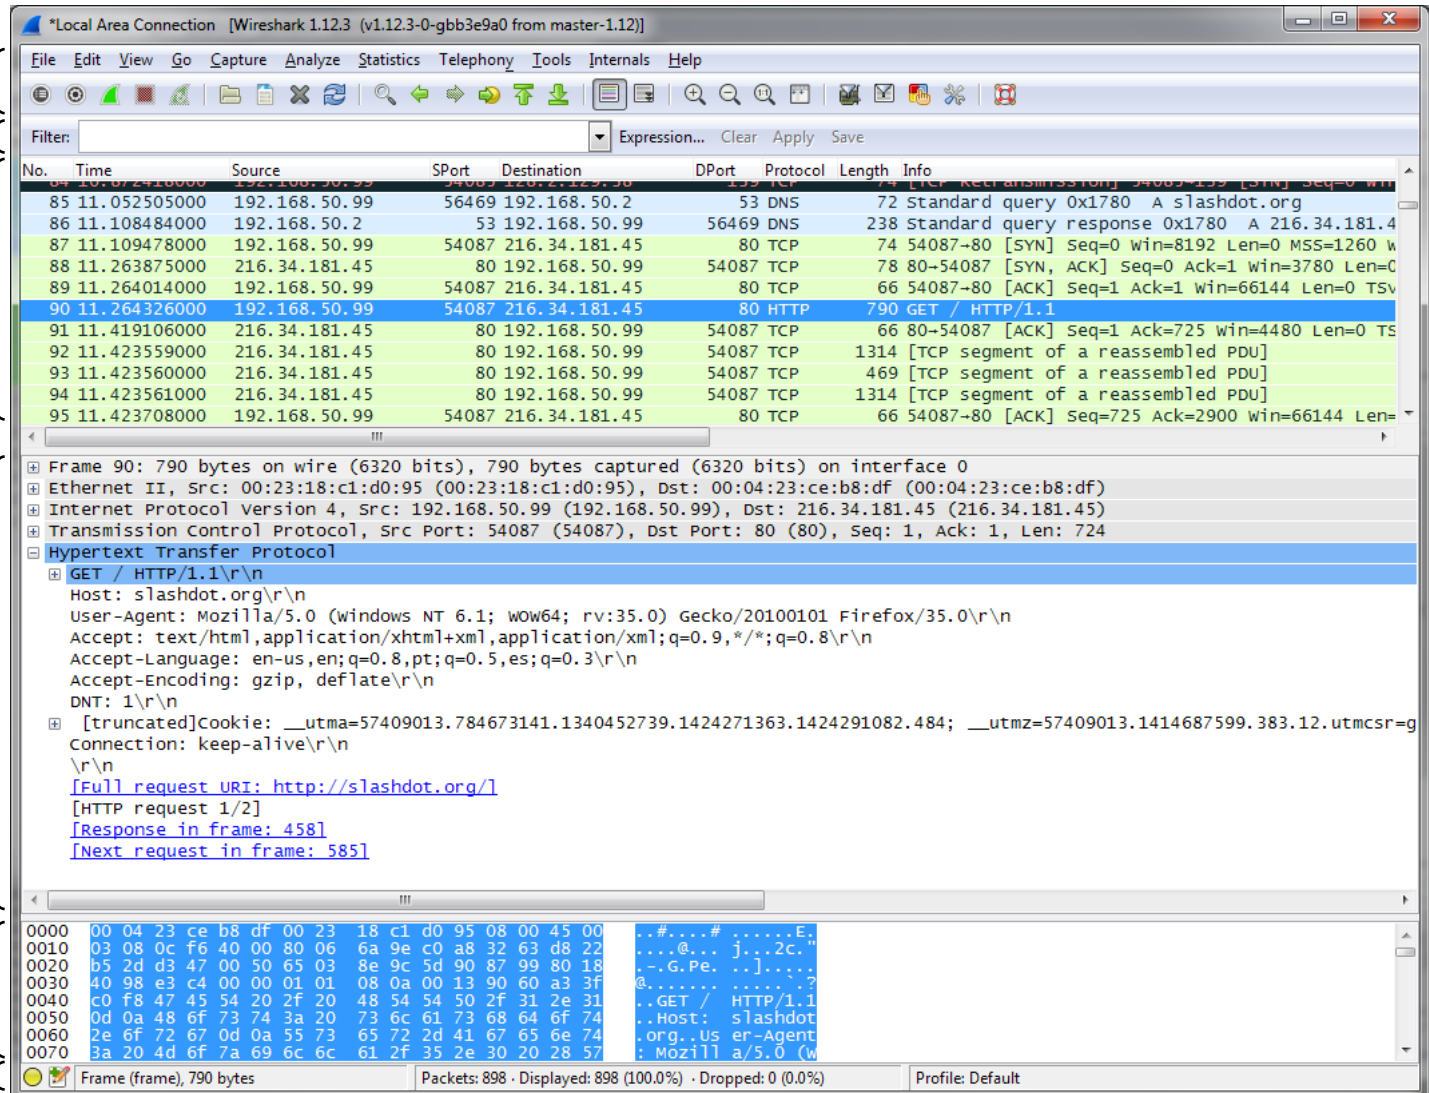 *Local Area Connection [Wireshark 1.12.3 (v1.12.3-0-gbb3e9a0 from master-1.12)]
File Edit View Go Capture Analyze Statistics Telephony Tools Internals Help
Filter: Expression... Clear Apply Save
No. Time Source SPort Destination DPort Protocol Length Info
84 10.872418000 192.168.50.99 54085 128.2.129.58 139 TCP 74 [TCP Retransmission] 54085→139 [SYN] Seq=0 Win
85 11.052505000 192.168.50.99 56469 192.168.50.2 53 DNS 72 Standard query 0x1780 A slashdot.org
86 11.108484000 192.168.50.2 53 192.168.50.99 56469 DNS 238 Standard query response 0x1780 A 216.34.181.4
87 11.109478000 192.168.50.99 54087 216.34.181.45 80 TCP 74 54087→80 [SYN] Seq=0 Win=8192 Len=0 MSS=1260 W
88 11.263875000 216.34.181.45 80 192.168.50.99 54087 TCP 78 80→54087 [SYN, ACK] Seq=0 Ack=1 Win=3780 Len=0
89 11.264014000 192.168.50.99 54087 216.34.181.45 80 TCP 66 54087→80 [ACK] Seq=1 Ack=1 Win=66144 Len=0 TSv
90 11.264326000 192.168.50.99 54087 216.34.181.45 80 HTTP 790 GET / HTTP/1.1
91 11.419106000 216.34.181.45 80 192.168.50.99 54087 TCP 66 80→54087 [ACK] Seq=1 Ack=725 Win=4480 Len=0 TS
92 11.423559000 216.34.181.45 80 192.168.50.99 54087 TCP 1314 [TCP segment of a reassembled PDU]
93 11.423560000 216.34.181.45 80 192.168.50.99 54087 TCP 469 [TCP segment of a reassembled PDU]
94 11.423561000 216.34.181.45 80 192.168.50.99 54087 TCP 1314 [TCP segment of a reassembled PDU]
95 11.423708000 192.168.50.99 54087 216.34.181.45 80 TCP 66 54087→80 [ACK] Seq=725 Ack=2900 Win=66144 Len=
Frame 90: 790 bytes on wire (6320 bits), 790 bytes captured (6320 bits) on interface 0
Ethernet II, Src: 00:23:18:c1:d0:95 (00:23:18:c1:d0:95), Dst: 00:04:23:ce:b8:df (00:04:23:ce:b8:df)
Internet Protocol Version 4, Src: 192.168.50.99 (192.168.50.99), Dst: 216.34.181.45 (216.34.181.45)
Transmission Control Protocol, Src Port: 54087 (54087), Dst Port: 80 (80), Seq: 1, Ack: 1, Len: 724
Hypertext Transfer Protocol
GET / HTTP/1.1\r\n
Host: slashdot.org\r\n
User-Agent: Mozilla/5.0 (Windows NT 6.1; WOW64; rv:35.0) Gecko/20100101 Firefox/35.0\r\n
Accept: text/html,application/xhtml+xml,application/xml;q=0.9,*/*;q=0.8\r\n
Accept-Language: en-us,en;q=0.8,pt;q=0.5,es;q=0.3\r\n
Accept-Encoding: gzip, deflate\r\n
DNT: 1\r\n
[truncated]Cookie: __utma=57409013.784673141.1340452739.1424271363.1424291082.484; __utmz=57409013.1414687599.383.12.utmcsr=g
Connection: keep-alive\r\n
\r\n
[Full request URI: http://slashdot.org/]
[HTTP request 1/2]
[Response in frame: 458]
[Next request in frame: 585]
0000 00 04 23 ce b8 df 00 23 18 c1 d0 95 08 00 45 00 ..#....# ......E.
0010 03 08 0c f6 40 00 80 06 6a 9e c0 a8 32 63 d8 22 ....@... j...2c."
0020 b5 2d d3 47 00 50 65 03 8e 9c 5d 90 87 99 80 18 .-.G.Pe. ..].....
0030 40 98 e3 c4 00 00 01 01 08 0a 00 13 90 60 a3 3f @....... .....`.?
0040 c0 f8 47 45 54 20 2f 20 48 54 54 50 2f 31 2e 31 ..GET / HTTP/1.1
0050 0d 0a 48 6f 73 74 3a 20 73 6c 61 73 68 64 6f 74 ..Host: slashdot
0060 2e 6f 72 67 0d 0a 55 73 65 72 2d 41 67 65 6e 74 .org..Us er-Agent
0070 3a 20 4d 6f 7a 69 6c 6c 61 2f 35 2e 30 20 28 57 : Mozill a/5.0 (W
Frame (frame), 790 bytes Packets: 898 · Displayed: 898 (100.0%) · Dropped: 0 (0.0%) Profile: Default